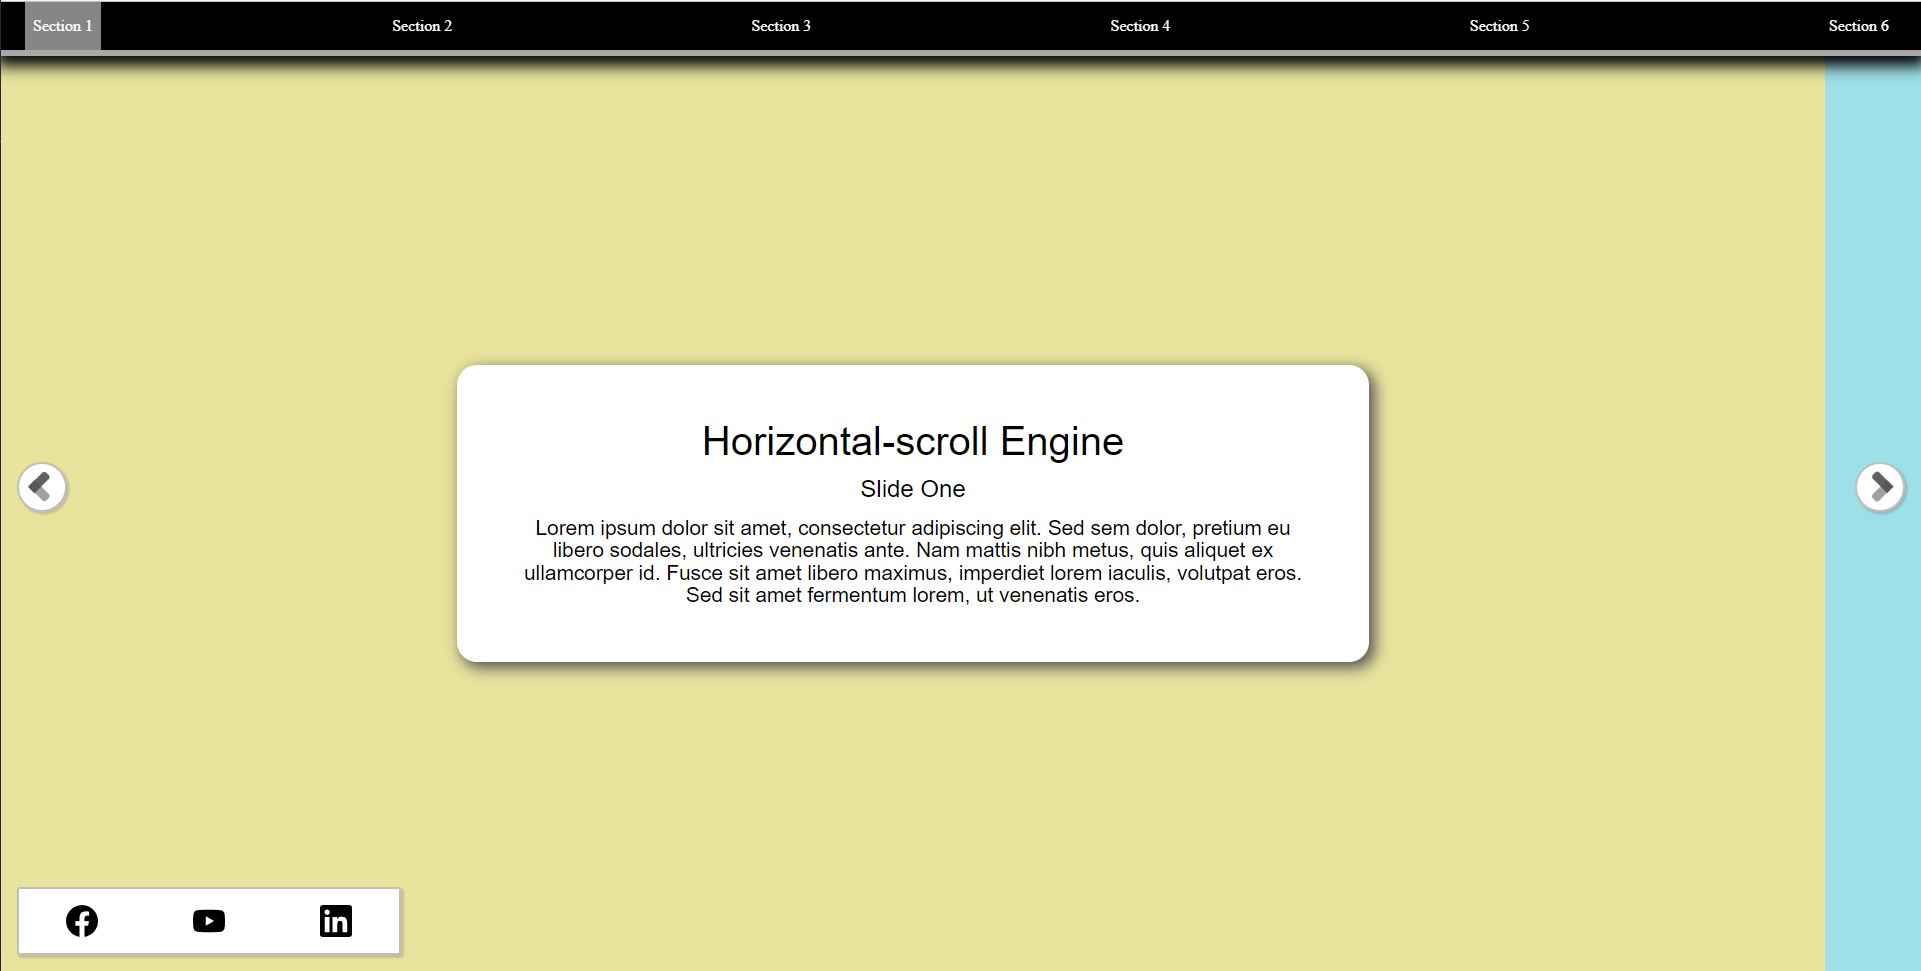 Section 1
Section 2
Section 3
Section 4
Section 5
Section 6
Horizontal-scroll Engine
Slide One
Lorem ipsum dolor sit amet, consectetur adipiscing elit. Sed sem dolor, pretium eu
libero sodales, ultricies venenatis ante. Nam mattis nibh metus, quis aliquet ex
ullamcorper id. Fusce sit amet libero maximus, imperdiet lorem iaculis, volutpat eros.
Sed sit amet fermentum lorem, ut venenatis eros.
in